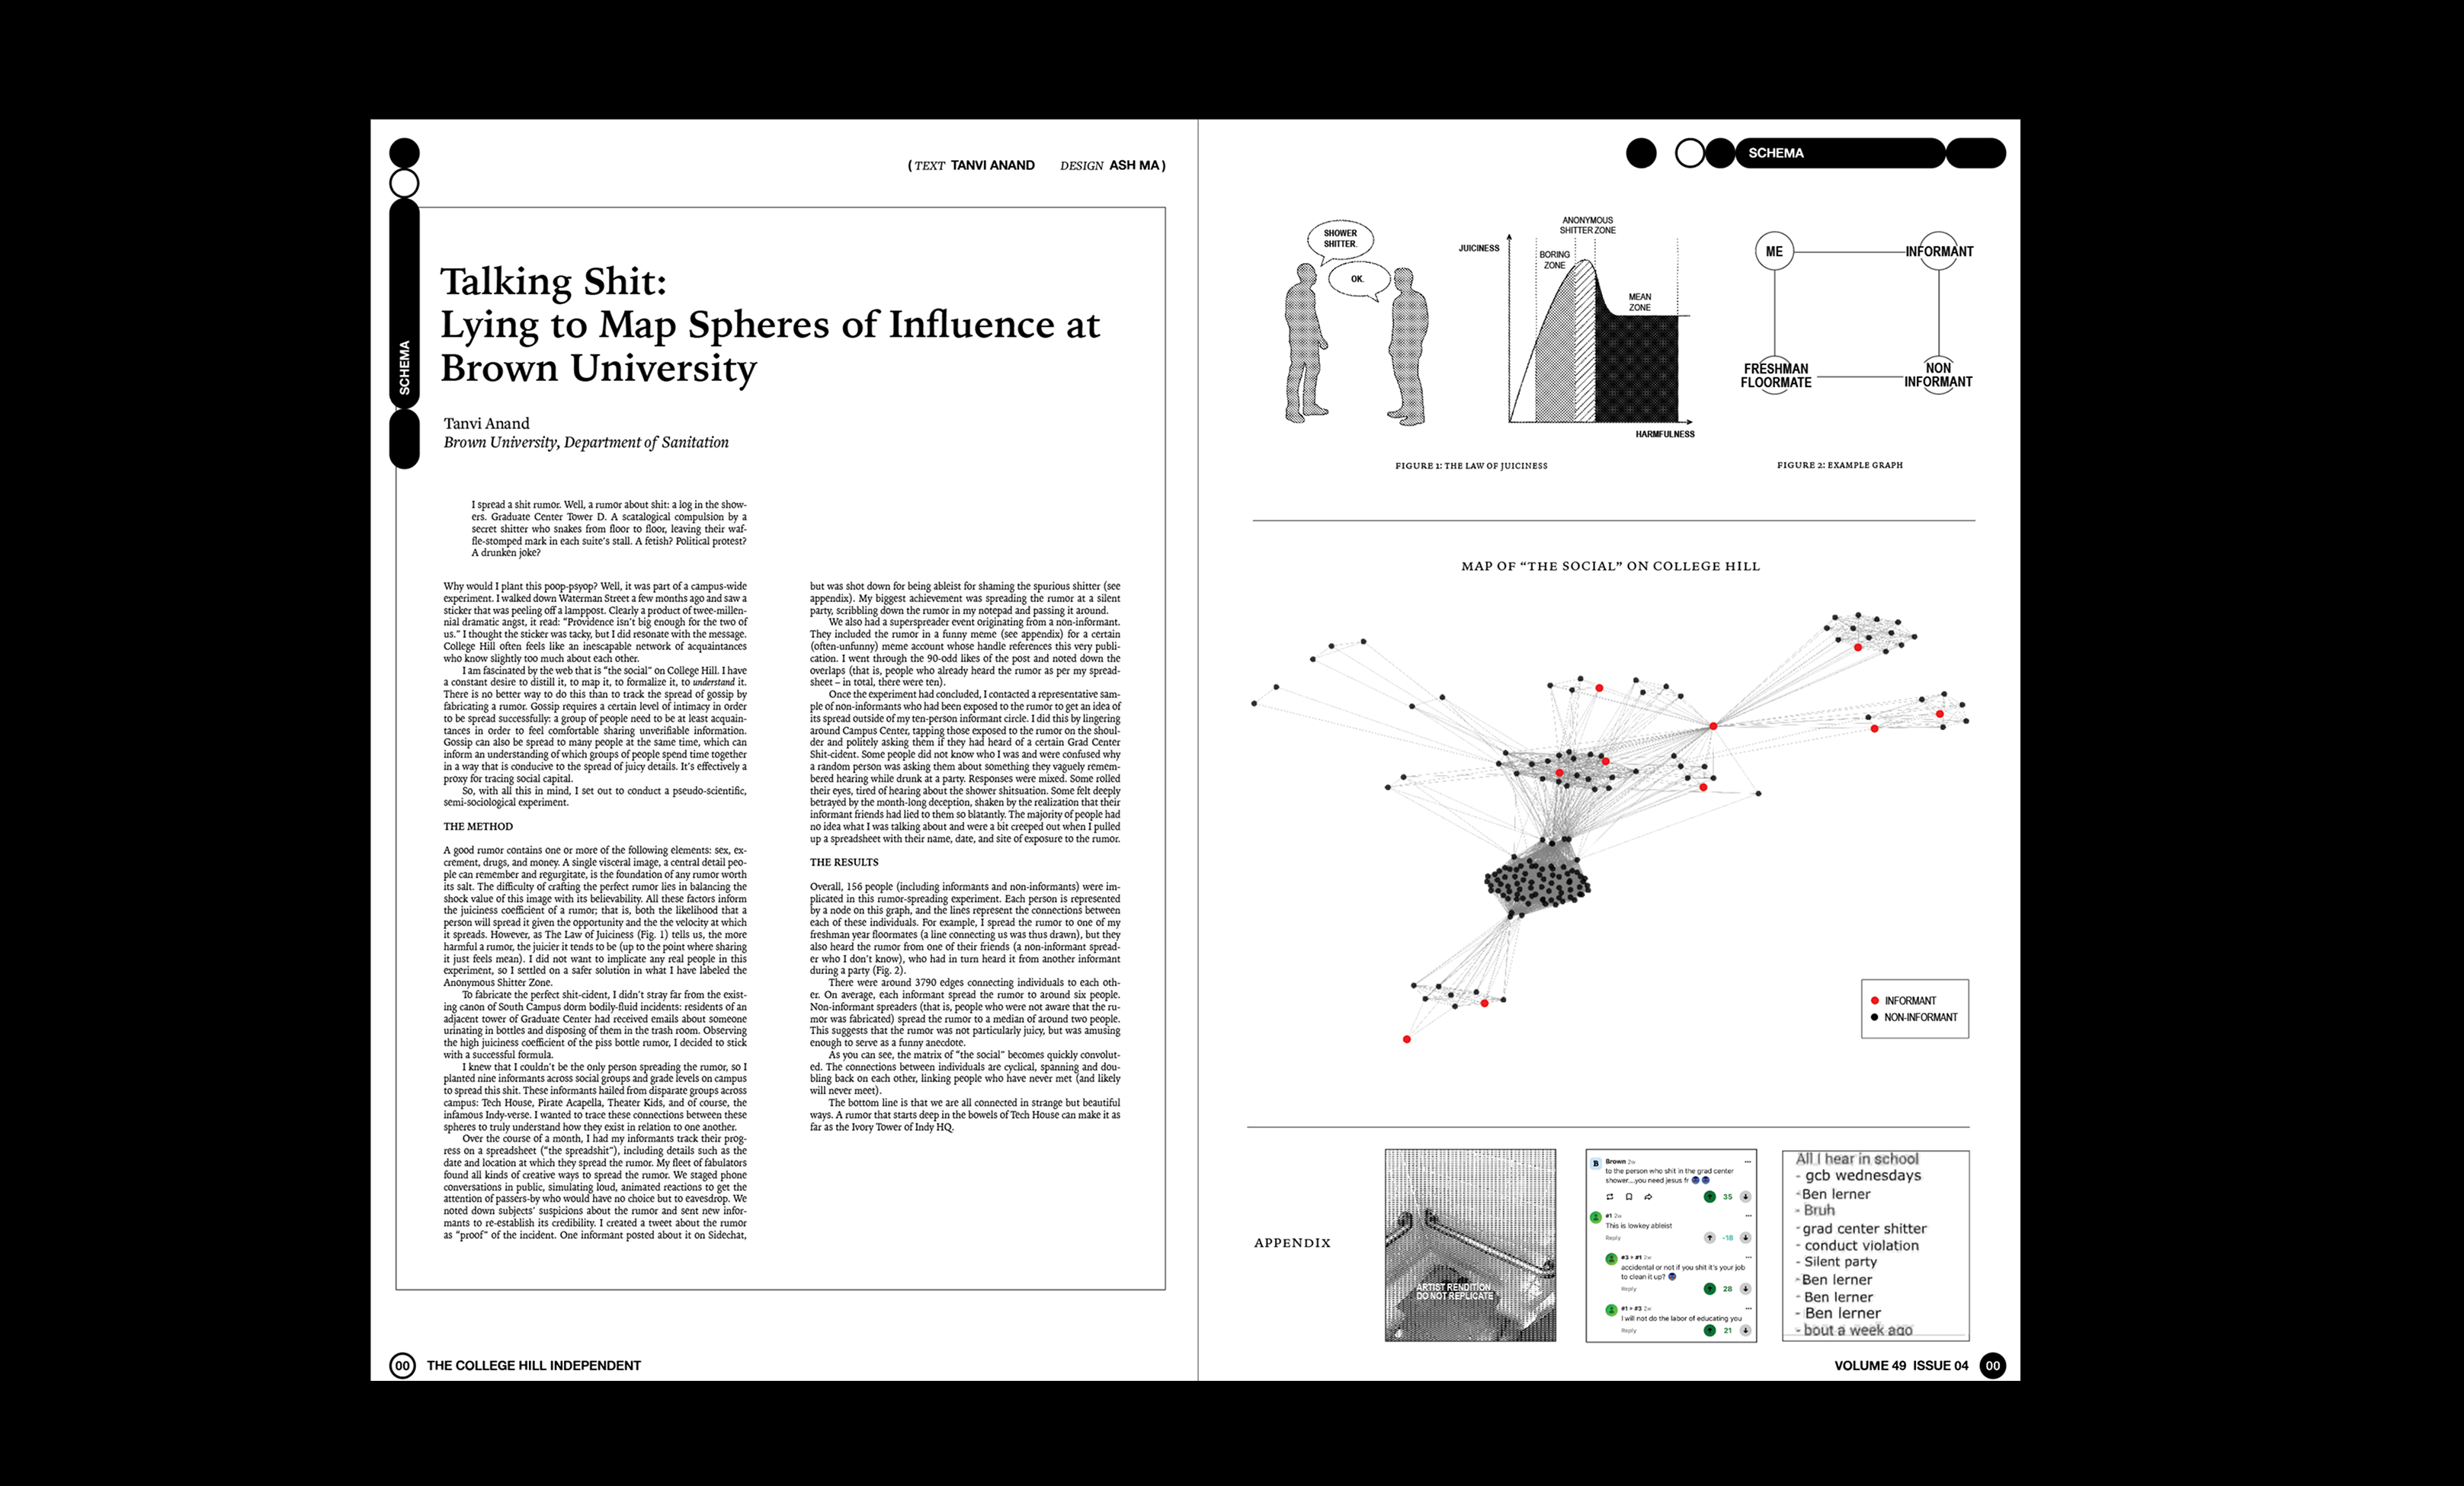 ( TEXT TANVI ANAND DESIGN ASH MA )
SCHEMA
Talking Shit:
Lying to Map Spheres of Influence at
Brown University
Tanvi Anand
Brown University, Department of Sanitation
I spread a shit rumor. Well, a rumor about shit: a log in the show-
ers. Graduate Center Tower D. A scatalogical compulsion by a
secret shitter who snakes from floor to floor, leaving their waf-
fle-stomped mark in each suite's stall. A fetish? Political protest?
A drunken joke?
Why would I plant this poop-psyop? Well, it was part of a campus-wide
experiment. I walked down Waterman Street a few months ago and saw a
sticker that was peeling off a lamppost. Clearly a product of twee-millen-
nial dramatic angst, it read: "Providence isn't big enough for the two of
us." I thought the sticker was tacky, but I did resonate with the message.
College Hill often feels like an inescapable network of acquaintances
who know slightly too much about each other.
I am fascinated by the web that is "the social" on College Hill. I have
a constant desire to distill it, to map it, to formalize it, to understand it.
There is no better way to do this than to track the spread of gossip by
fabricating a rumor. Gossip requires a certain level of intimacy in order
to be spread successfully: a group of people need to be at least acquain-
tances in order to feel comfortable sharing unverifiable information.
Gossip can also be spread to many people at the same time, which can
inform an understanding of which groups of people spend time together
in a way that is conducive to the spread of juicy details. It's effectively a
proxy for tracing social capital.
So, with all this in mind, I set out to conduct a pseudo-scientific,
semi-sociological experiment.
THE METHOD
A good rumor contains one or more of the following elements: sex, ex-
crement, drugs, and money. A single visceral image, a central detail peo-
ple can remember and regurgitate, is the foundation of any rumor worth
its salt. The difficulty of crafting the perfect rumor lies in balancing the
shock value of this image with its believability. All these factors inform
the juiciness coefficient of a rumor; that is, both the likelihood that a
person will spread it given the opportunity and the the velocity at which
it spreads. However, as The Law of Juiciness (Fig. 1) tells us, the more
harmful a rumor, the juicier it tends to be (up to the point where sharing
it just feels mean). I did not want to implicate any real people in this
experiment, so I settled on a safer solution in what I have labeled the
Anonymous Shitter Zone.
To fabricate the perfect shit-cident, I didn't stray far from the exist-
ing canon of South Campus dorm bodily-fluid incidents: residents of an
adjacent tower of Graduate Center had received emails about someone
urinating in bottles and disposing of them in the trash room. Observing
the high juiciness coefficient of the piss bottle rumor, I decided to stick
with a successful formula.
I knew that I couldn't be the only person spreading the rumor, so I
planted nine informants across social groups and grade levels on campus
to spread this shit. These informants hailed from disparate groups across
campus: Tech House, Pirate Acapella, Theater Kids, and of course, the
infamous Indy-verse. I wanted to trace these connections between these
spheres to truly understand how they exist in relation to one another.
Over the course of a month, I had my informants track their prog-
ress on a spreadsheet ("the spreadshit"), including details such as the
date and location at which they spread the rumor. My fleet of fabulators
found all kinds of creative ways to spread the rumor. We staged phone
conversations in public, simulating loud, animated reactions to get the
attention of passers-by who would have no choice but to eavesdrop. We
noted down subjects' suspicions about the rumor and sent new infor-
mants to re-establish its credibility. I created a tweet about the rumor
as "proof" of the incident. One informant posted about it on Sidechat,
but was shot down for being ableist for shaming the spurious shitter (see
appendix). My biggest achievement was spreading the rumor at a silent
party, scribbling down the rumor in my notepad and passing it around.
We also had a superspreader event originating from a non-informant.
They included the rumor in a funny meme (see appendix) for a certain
(often-unfunny) meme account whose handle references this very publi-
cation. I went through the 90-odd likes of the post and noted down the
overlaps (that is, people who already heard the rumor as per my spread-
sheet – in total, there were ten).
Once the experiment had concluded, I contacted a representative sam-
ple of non-informants who had been exposed to the rumor to get an idea of
its spread outside of my ten-person informant circle. I did this by lingering
around Campus Center, tapping those exposed to the rumor on the shoul-
der and politely asking them if they had heard of a certain Grad Center
Shit-cident. Some people did not know who I was and were confused why
a random person was asking them about something they vaguely remem-
bered hearing while drunk at a party. Responses were mixed. Some rolled
their eyes, tired of hearing about the shower shitsuation. Some felt deeply
betrayed by the month-long deception, shaken by the realization that their
informant friends had lied to them so blatantly. The majority of people had
no idea what I was talking about and were a bit creeped out when I pulled
up a spreadsheet with their name, date, and site of exposure to the rumor.
THE RESULTS
Overall, 156 people (including informants and non-informants) were im-
plicated in this rumor-spreading experiment. Each person is represented
by a node on this graph, and the lines represent the connections between
each of these individuals. For example, I spread the rumor to one of my
freshman year floormates (a line connecting us was thus drawn), but they
also heard the rumor from one of their friends (a non-informant spread-
er who I don't know), who had in turn heard it from another informant
during a party (Fig. 2).
There were around 3790 edges connecting individuals to each oth-
er. On average, each informant spread the rumor to around six people.
Non-informant spreaders (that is, people who were not aware that the ru-
mor was fabricated) spread the rumor to a median of around two people.
This suggests that the rumor was not particularly juicy, but was amusing
enough to serve as a funny anecdote.
As you can see, the matrix of "the social" becomes quickly convolut-
ed. The connections between individuals are cyclical, spanning and dou-
bling back on each other, linking people who have never met (and likely
will never meet).
The bottom line is that we are all connected in strange but beautiful
ways. A rumor that starts deep in the bowels of Tech House can make it as
far as the Ivory Tower of Indy HQ.
00 THE COLLEGE HILL INDEPENDENT
SCHEMA
SHOWER
SHITTER.
OK.
JUICINESS
ANONYMOUS
SHITTER ZONE
BORING
ZONE
MEAN
ZONE
HARMFULNESS
FIGURE 1: THE LAW OF JUICINESS
ME
INFORMANT
FRESHMAN
FLOORMATE
NON
INFORMANT
FIGURE 2: EXAMPLE GRAPH
MAP OF "THE SOCIAL" ON COLLEGE HILL
INFORMANT
NON-INFORMANT
APPENDIX
ARTIST RENDITION
DO NOT REPLICATE
B Brown 2w
to the person who shit in the grad center
shower....you need jesus fr
35
#1 2w
This is lowkey ableist
Reply -18
#3 ▸ #1 2w
accidental or not if you shit it's your job
to clean it up?
Reply 28
#1 ▸ #3 2w
I will not do the labor of educating you
Reply 21
All I hear in school
- gcb wednesdays
- Ben lerner
- Bruh
- grad center shitter
- conduct violation
- Silent party
- Ben lerner
- Ben lerner
- Ben lerner
- bout a week ago
VOLUME 49 ISSUE 04 00